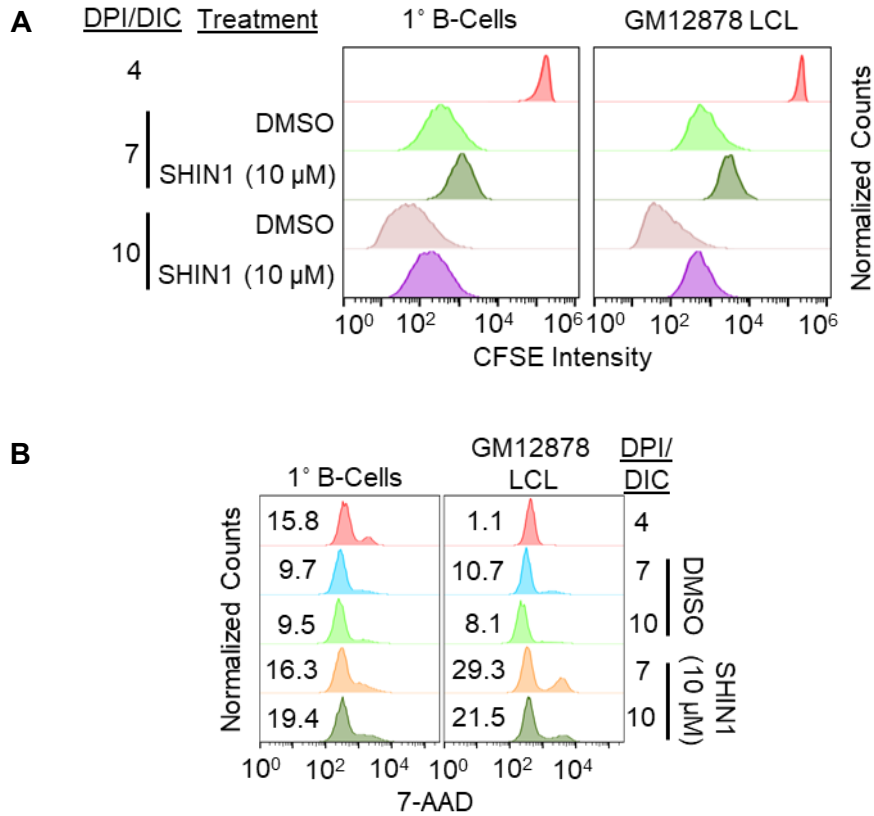 A
DPI/DIC Treatment 1° B-Cells GM12878 LCL
4
DMSO
7
SHIN1 (10 µM)
DMSO
10
SHIN1 (10 µM)
Normalized Counts
10⁰ 10² 10⁴ 10⁶ 10⁰ 10² 10⁴ 10⁶
CFSE Intensity
B
1° B-Cells GM12878 LCL DPI/ DIC
15.8 1.1 4
9.7 10.7 7
9.5 8.1 10
16.3 29.3 7
19.4 21.5 10
DMSO
SHIN1
(10 µM)
Normalized Counts
10⁰ 10² 10⁴ 10⁰ 10² 10⁴
7-AAD